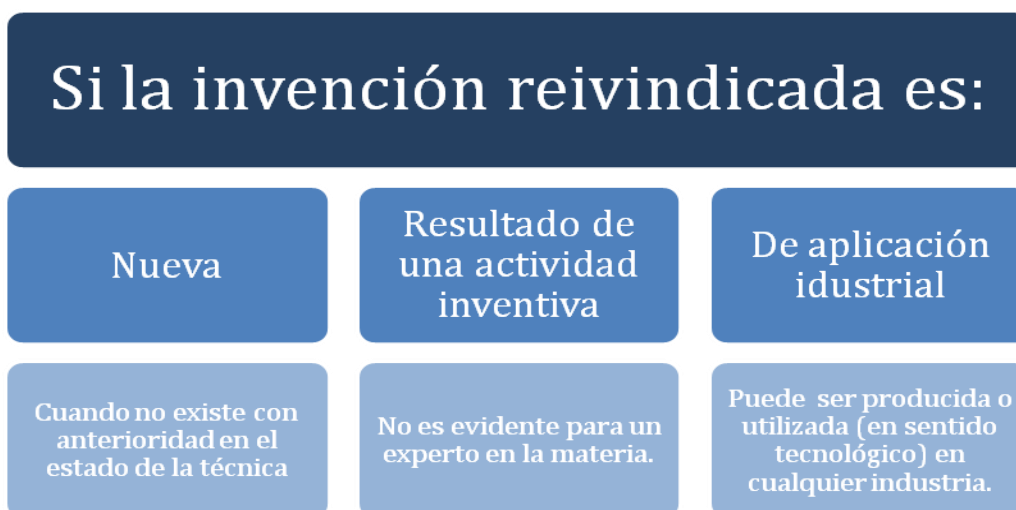 Si la invención reivindicada es:
Nueva
Resultado de
una actividad
inventiva
De aplicación
idustrial
Cuando no existe con
anterioridad en el
estado de la técnica
No es evidente para un
experto en la materia.
Puede ser producida o
utilizada (en sentido
tecnológico) en
cualquier industria.